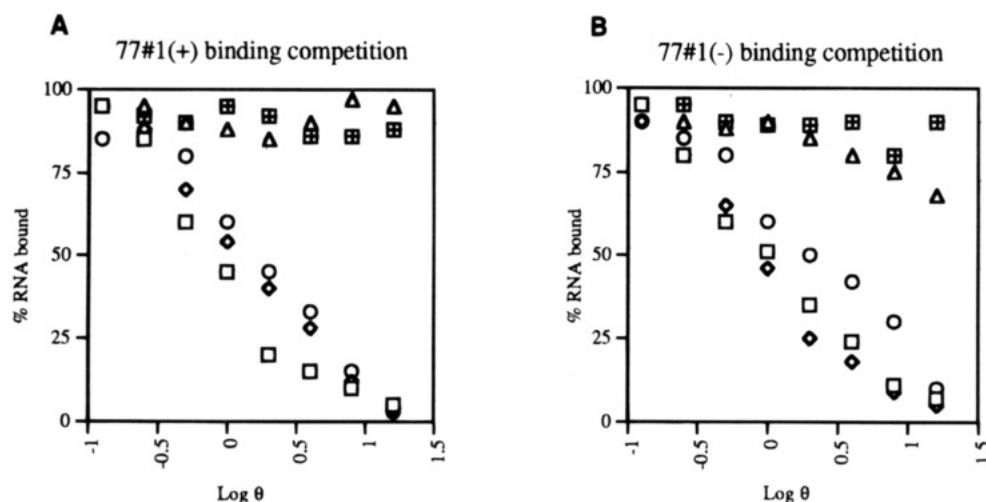 A
77#1(+) binding competition
% RNA bound
100
75
50
25
0
-1
-0.5
0
0.5
1
1.5
Log θ
B
77#1(-) binding competition
% RNA bound
100
75
50
25
0
-1
-0.5
0
0.5
1
1.5
Log θ